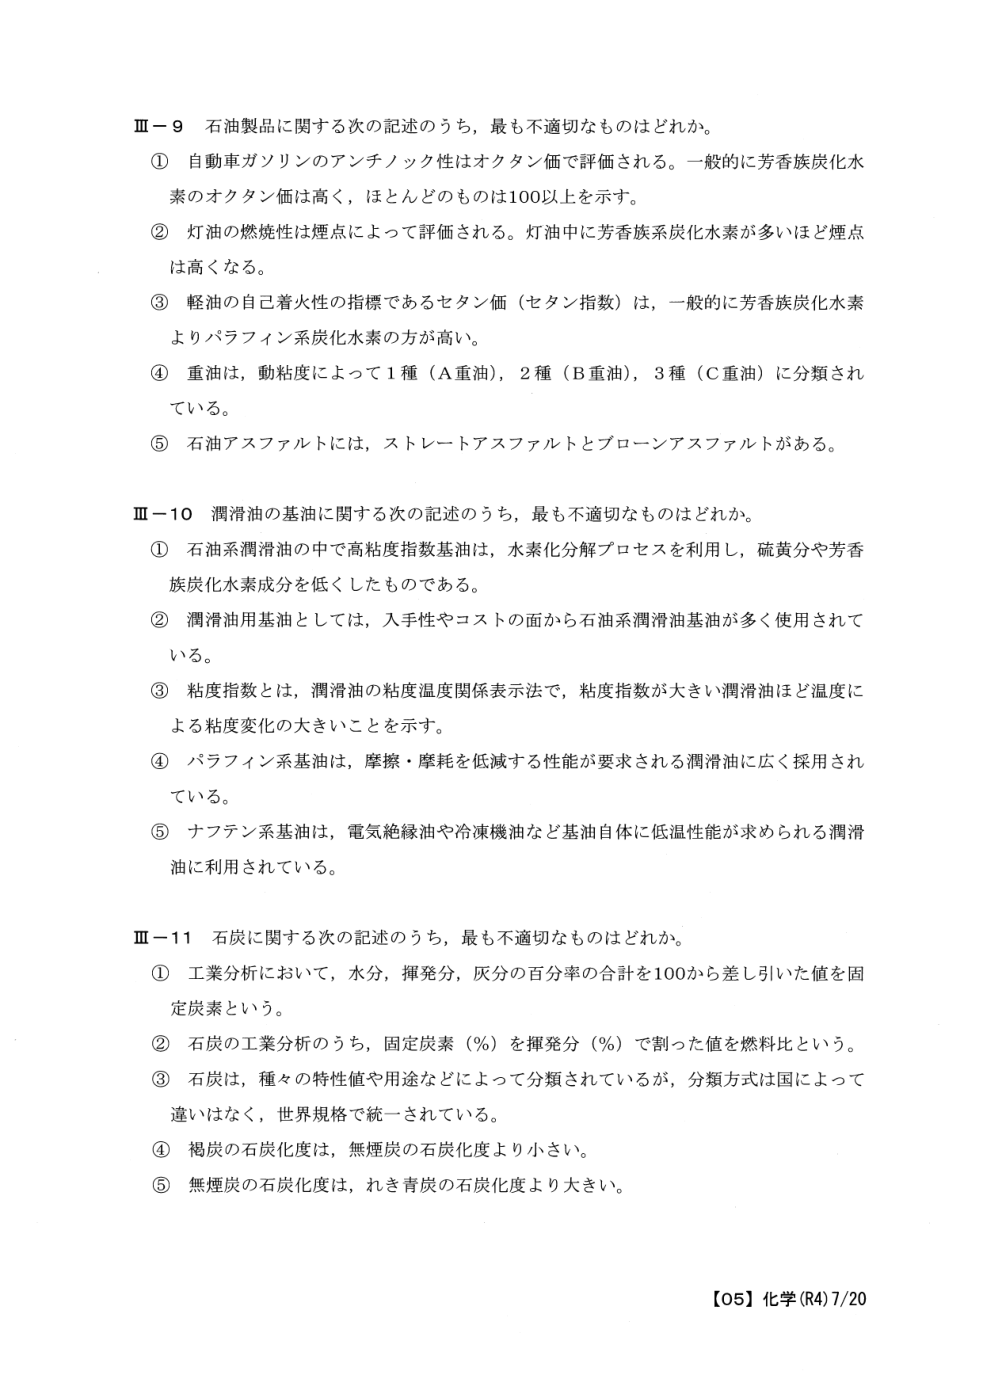 Ⅲ－９　石油製品に関する次の記述のうち，最も不適切なものはどれか。
①　自動車ガソリンのアンチノック性はオクタン価で評価される。一般的に芳香族炭化水
素のオクタン価は高く，ほとんどのものは100以上を示す。
②　灯油の燃焼性は煙点によって評価される。灯油中に芳香族系炭化水素が多いほど煙点
は高くなる。
③　軽油の自己着火性の指標であるセタン価（セタン指数）は，一般的に芳香族炭化水素
よりパラフィン系炭化水素の方が高い。
④　重油は，動粘度によって１種（Ａ重油），２種（Ｂ重油），３種（Ｃ重油）に分類され
ている。
⑤　石油アスファルトには，ストレートアスファルトとブローンアスファルトがある。
Ⅲ－10　潤滑油の基油に関する次の記述のうち，最も不適切なものはどれか。
①　石油系潤滑油の中で高粘度指数基油は，水素化分解プロセスを利用し，硫黄分や芳香
族炭化水素成分を低くしたものである。
②　潤滑油用基油としては，入手性やコストの面から石油系潤滑油基油が多く使用されて
いる。
③　粘度指数とは，潤滑油の粘度温度関係表示法で，粘度指数が大きい潤滑油ほど温度に
よる粘度変化の大きいことを示す。
④　パラフィン系基油は，摩擦・摩耗を低減する性能が要求される潤滑油に広く採用され
ている。
⑤　ナフテン系基油は，電気絶縁油や冷凍機油など基油自体に低温性能が求められる潤滑
油に利用されている。
Ⅲ－11　石炭に関する次の記述のうち，最も不適切なものはどれか。
①　工業分析において，水分，揮発分，灰分の百分率の合計を100から差し引いた値を固
定炭素という。
②　石炭の工業分析のうち，固定炭素（％）を揮発分（％）で割った値を燃料比という。
③　石炭は，種々の特性値や用途などによって分類されているが，分類方式は国によって
違いはなく，世界規格で統一されている。
④　褐炭の石炭化度は，無煙炭の石炭化度より小さい。
⑤　無煙炭の石炭化度は，れき青炭の石炭化度より大きい。
【05】化学(R4)7/20